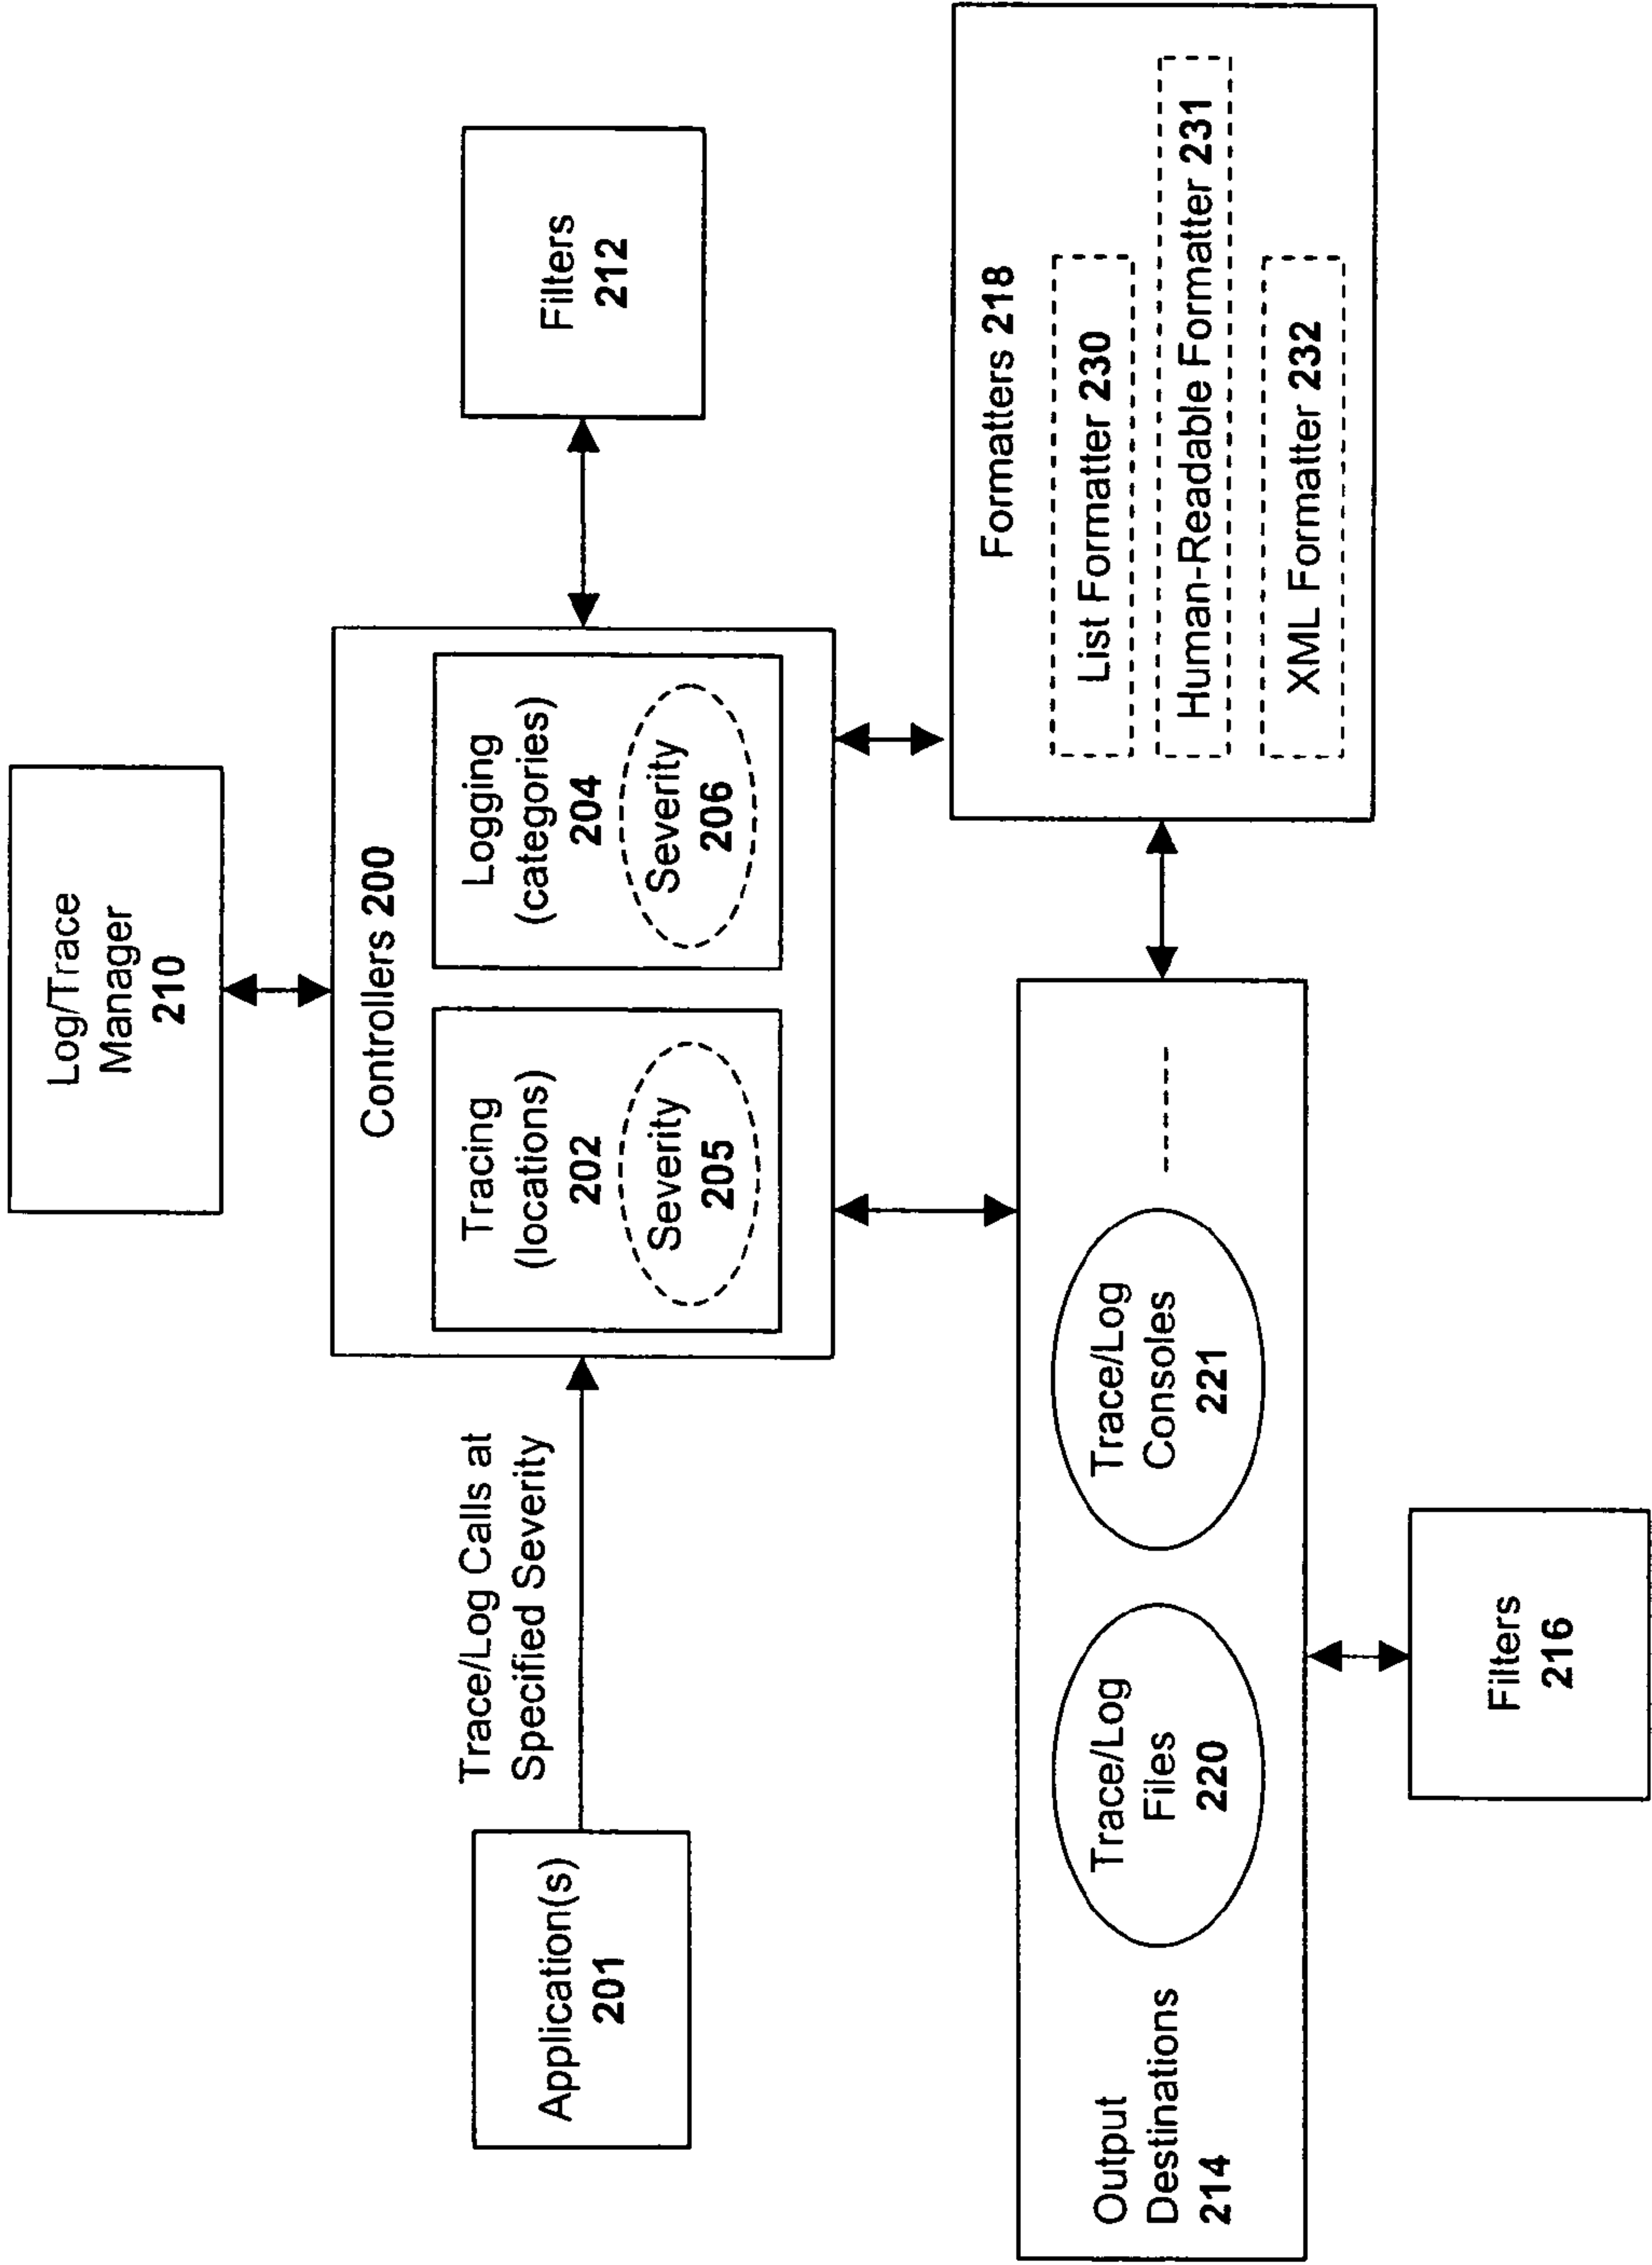 Log/Trace
Manager
210
Controllers 200
Tracing
(locations)
202
Severity
205
Logging
(categories)
204
Severity
206
Trace/Log Calls at
Specified Severity
Application(s)
201
Filters
212
Output
Destinations
214
Trace/Log
Files
220
Trace/Log
Consoles
221
Formatters 218
List Formatter 230
Human-Readable Formatter 231
XML Formatter 232
Filters
216